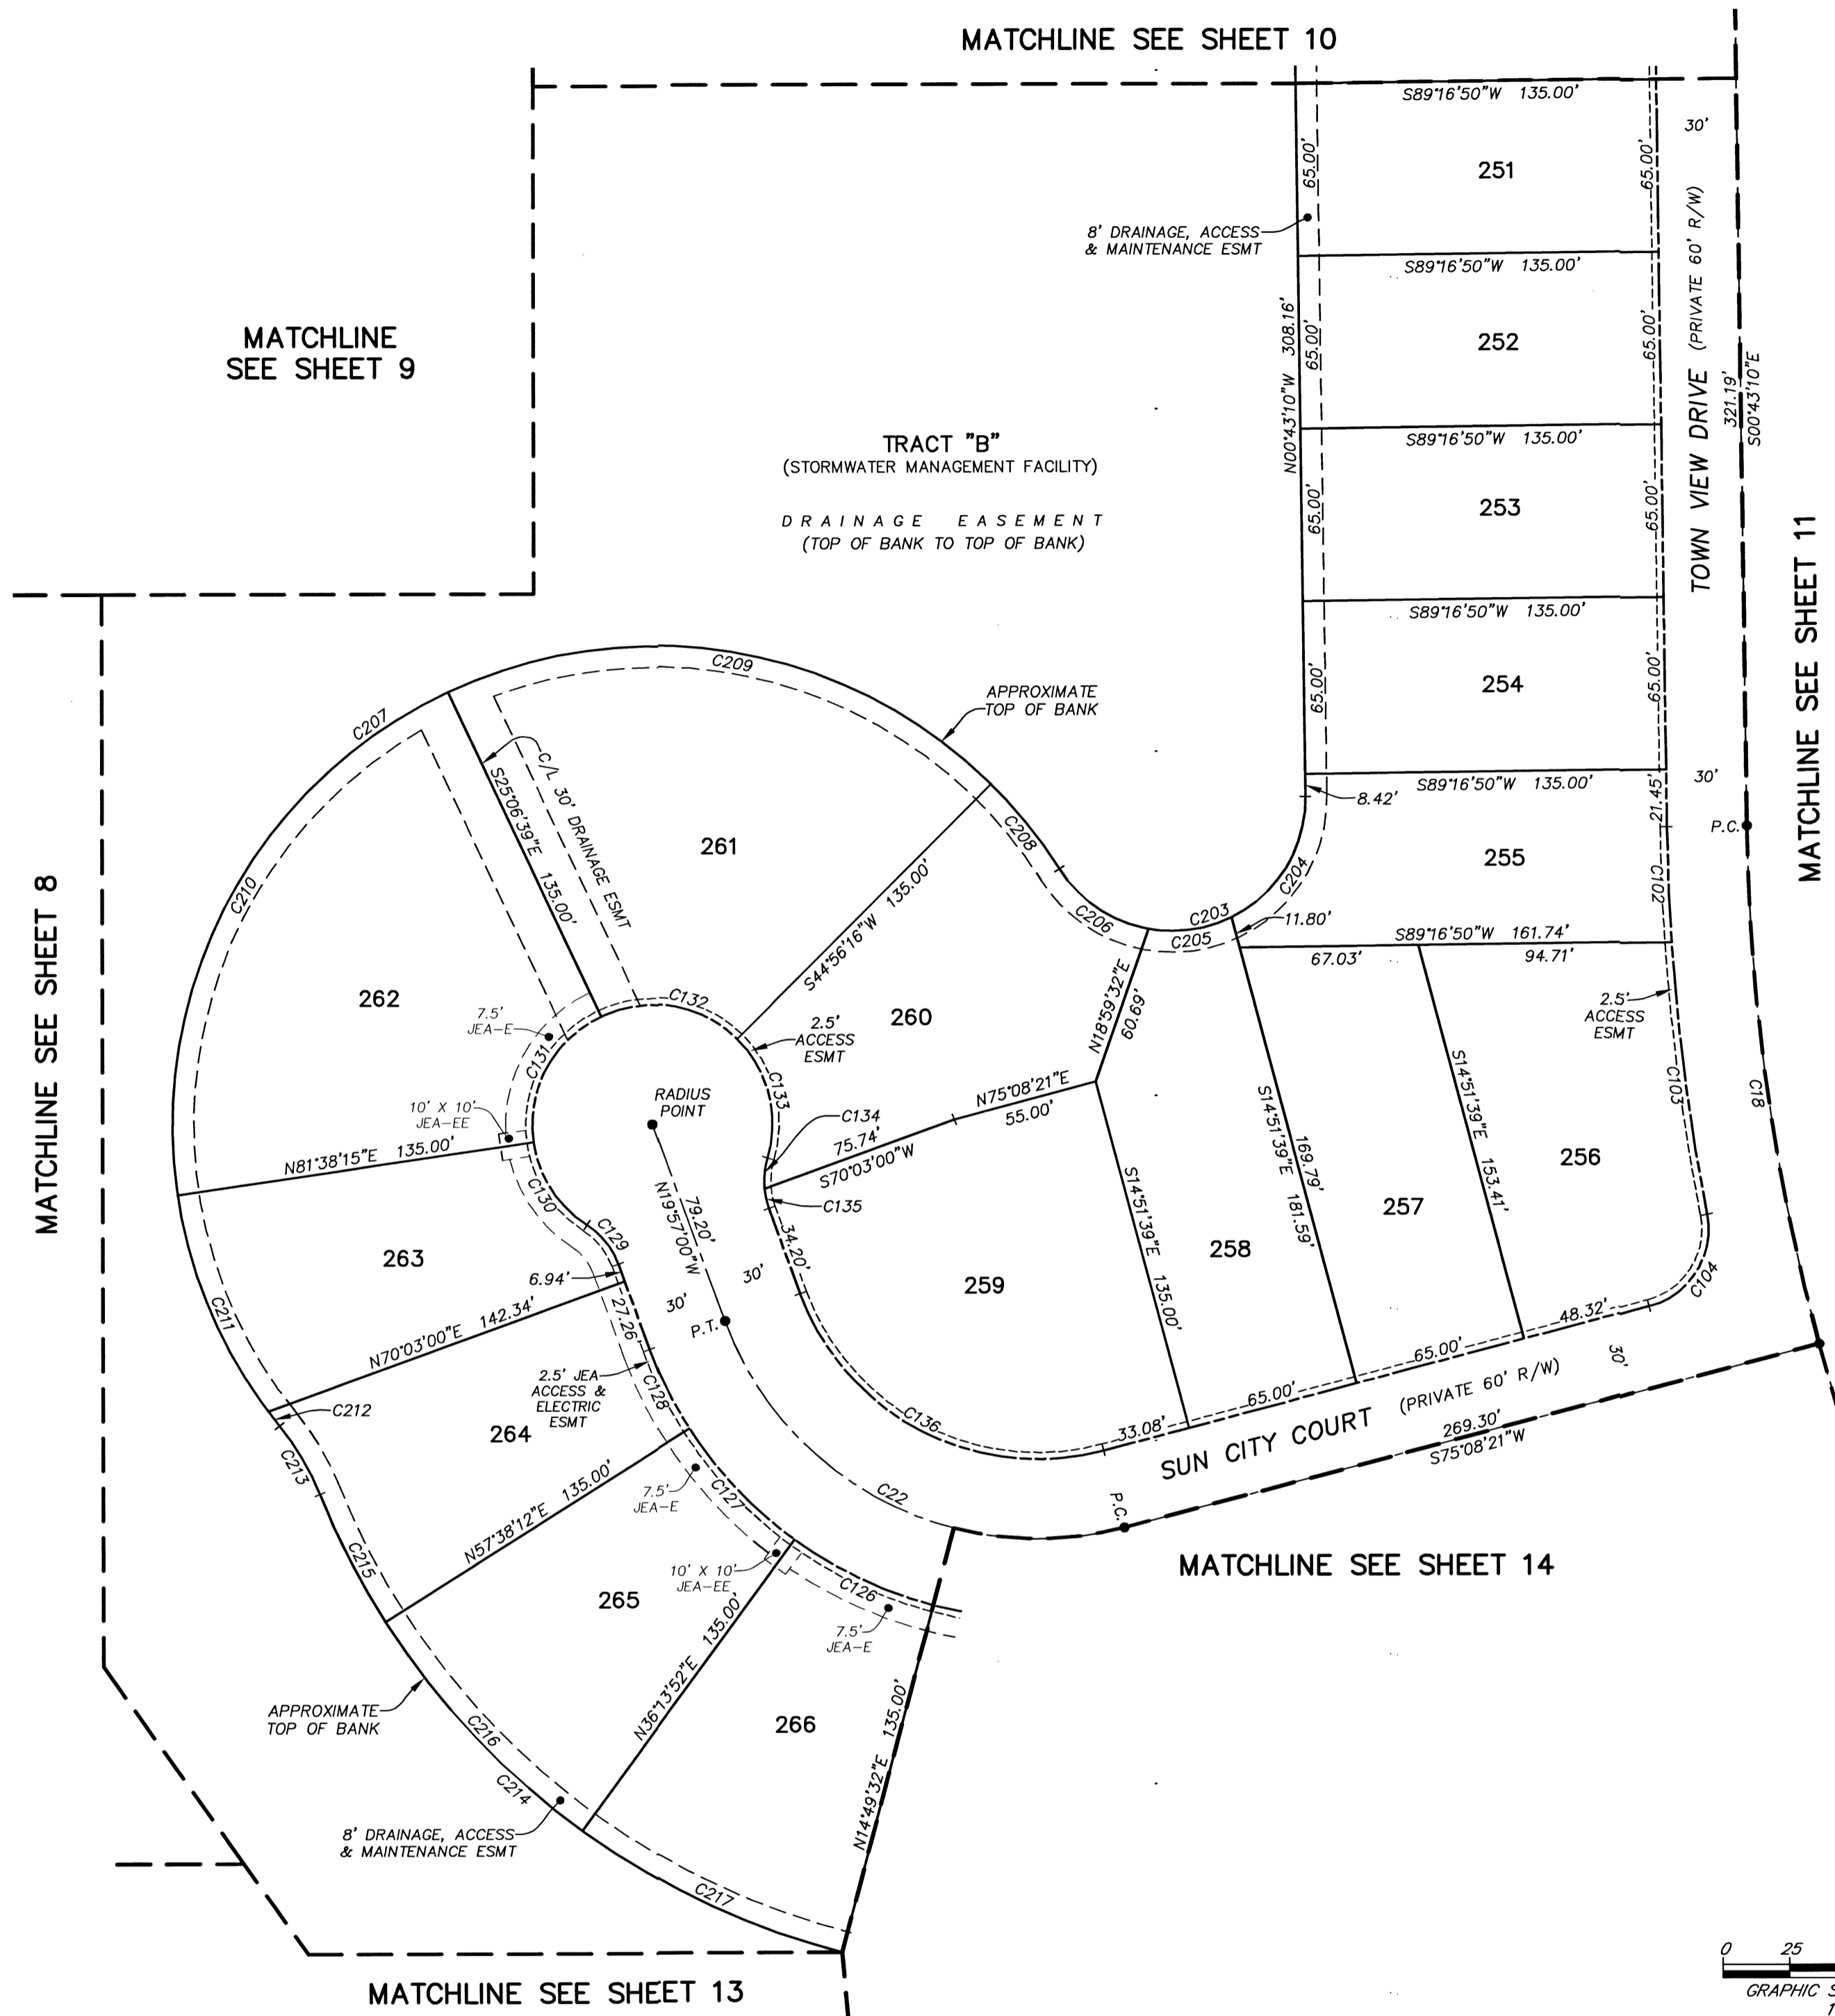 MATCHLINE SEE SHEET 10
S89°16'50"W 135.00'
30'
65.00'
251
65.00'
8' DRAINAGE, ACCESS
& MAINTENANCE ESMT
S89°16'50"W 135.00'
MATCHLINE
SEE SHEET 9
N00°43'10"W 308.16'
65.00'
252
65.00'
TOWN VIEW DRIVE (PRIVATE 60' R/W)
321.19'
S00°43'10"E
TRACT "B"
(STORMWATER MANAGEMENT FACILITY)
DRAINAGE EASEMENT
(TOP OF BANK TO TOP OF BANK)
S89°16'50"W 135.00'
65.00'
253
65.00'
MATCHLINE SEE SHEET 11
S89°16'50"W 135.00'
65.00'
254
65.00'
C209
APPROXIMATE
TOP OF BANK
C207
S25°06'39"E 135.00'
C/L 30' DRAINAGE ESMT
261
S89°16'50"W 135.00'
30'
8.42'
21.45'
P.C.
255
C102
C208
C204
C210
S44°56'16"W 135.00'
C206
C203
C205
11.80'
S89°16'50"W 161.74'
67.03'
94.71'
MATCHLINE SEE SHEET 8
262
7.5'
JEA-E
C132
2.5'
ACCESS
ESMT
260
N18°59'32"E
60.69'
2.5'
ACCESS
ESMT
C131
C133
RADIUS
POINT
N75°08'21"E
55.00'
C103
C18
10' X 10'
JEA-EE
C134
75.74'
S70°03'00"W
S14°51'39"E 153.41'
N81°38'15"E 135.00'
S14°51'39"E
169.79'
181.59'
256
C130
C135
79.20'
N19°57'00"W
257
C129
34.20'
S14°51'39"E 135.00'
258
C211
263
6.94'
30'
30'
259
C104
N70°03'00"E 142.34'
27.26'
P.T.
48.32'
65.00'
30'
2.5' JEA
ACCESS &
ELECTRIC
ESMT
C128
65.00'
C212
264
C136
33.08'
SUN CITY COURT (PRIVATE 60' R/W)
269.30'
S75°08'21"W
C213
N57°38'12"E 135.00'
7.5'
JEA-E
C127
C22
P.C.
MATCHLINE SEE SHEET 14
C215
265
10' X 10'
JEA-EE
C126
7.5'
JEA-E
N36°13'52"E 135.00'
APPROXIMATE
TOP OF BANK
C216
266
N14°49'32"E 135.00'
C214
8' DRAINAGE, ACCESS
& MAINTENANCE ESMT
C217
MATCHLINE SEE SHEET 13
0 25
GRAPHIC S
1